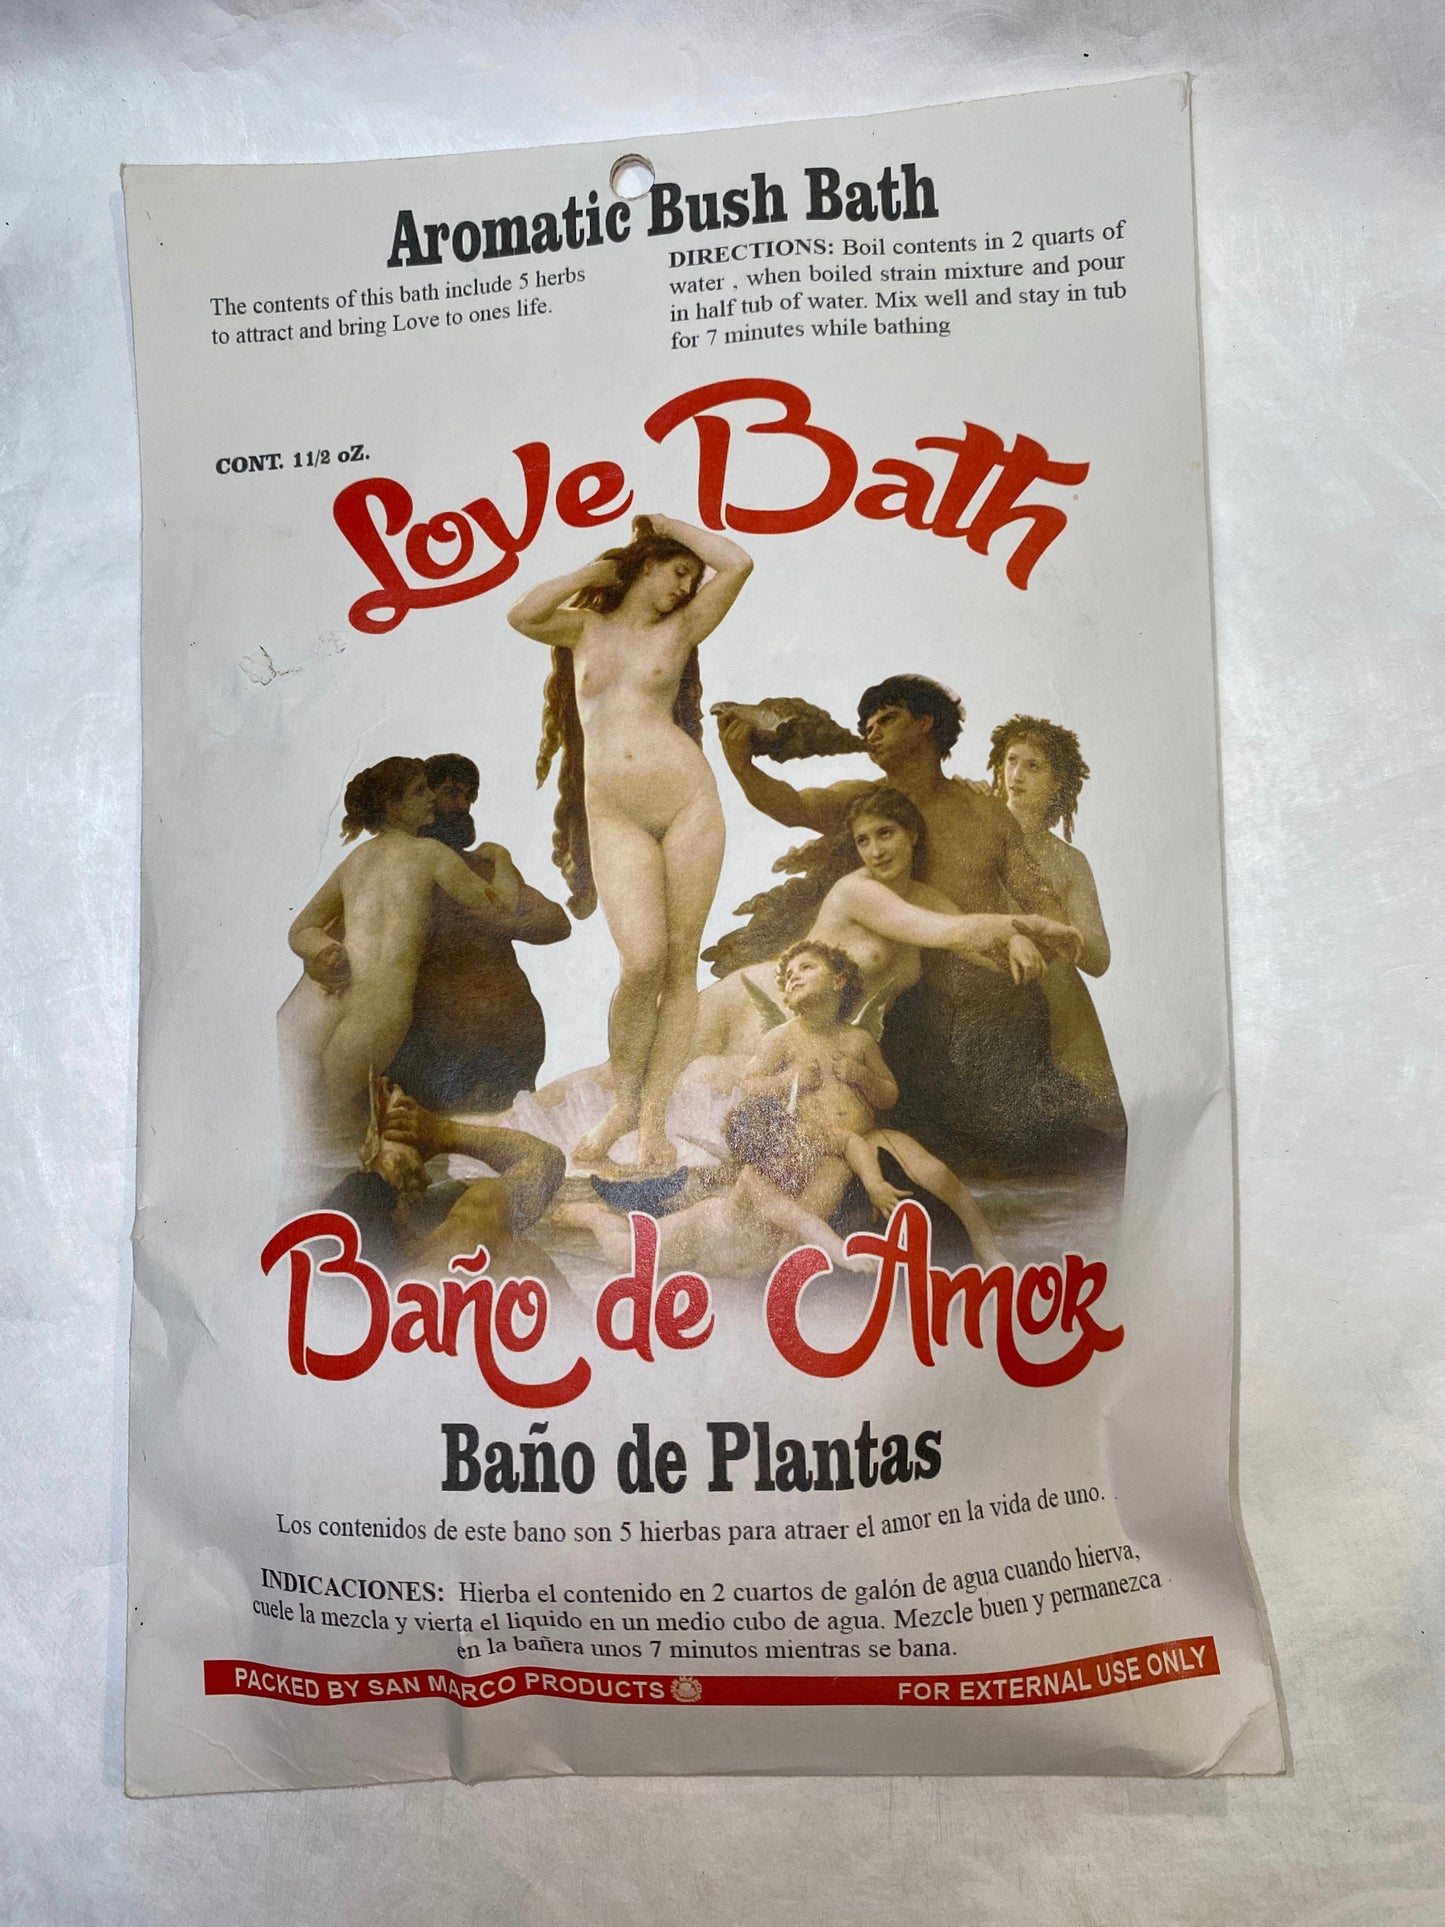 Aromatic Bush Bath
The contents of this bath include 5 herbs
to attract and bring Love to ones life.
DIRECTIONS: Boil contents in 2 quarts of
water , when boiled strain mixture and pour
in half tub of water. Mix well and stay in tub
for 7 minutes while bathing
CONT. 1 1/2 oZ.
Love Bath
Baño de Amor
Baño de Plantas
Los contenidos de este bano son 5 hierbas para atraer el amor en la vida de uno.
INDICACIONES: Hierba el contenido en 2 cuartos de galón de agua cuando hierva,
cuele la mezcla y vierta el liquido en un medio cubo de agua. Mezcle buen y permanezca
en la bañera unos 7 minutos mientras se bana.
PACKED BY SAN MARCO PRODUCTS
FOR EXTERNAL USE ONLY